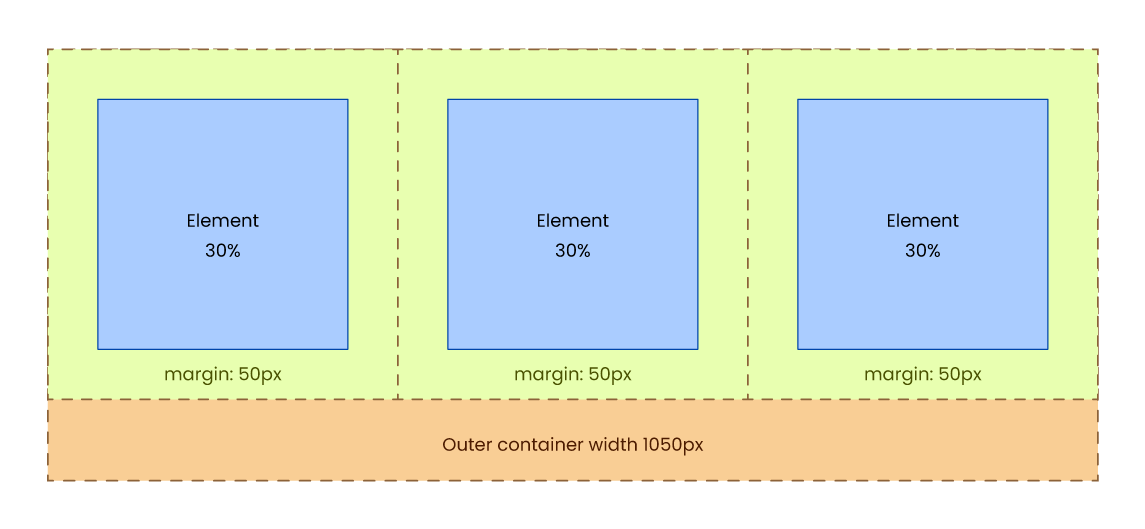 Element
30%
Element
30%
Element
30%
margin: 50px
margin: 50px
margin: 50px
Outer container width 1050px